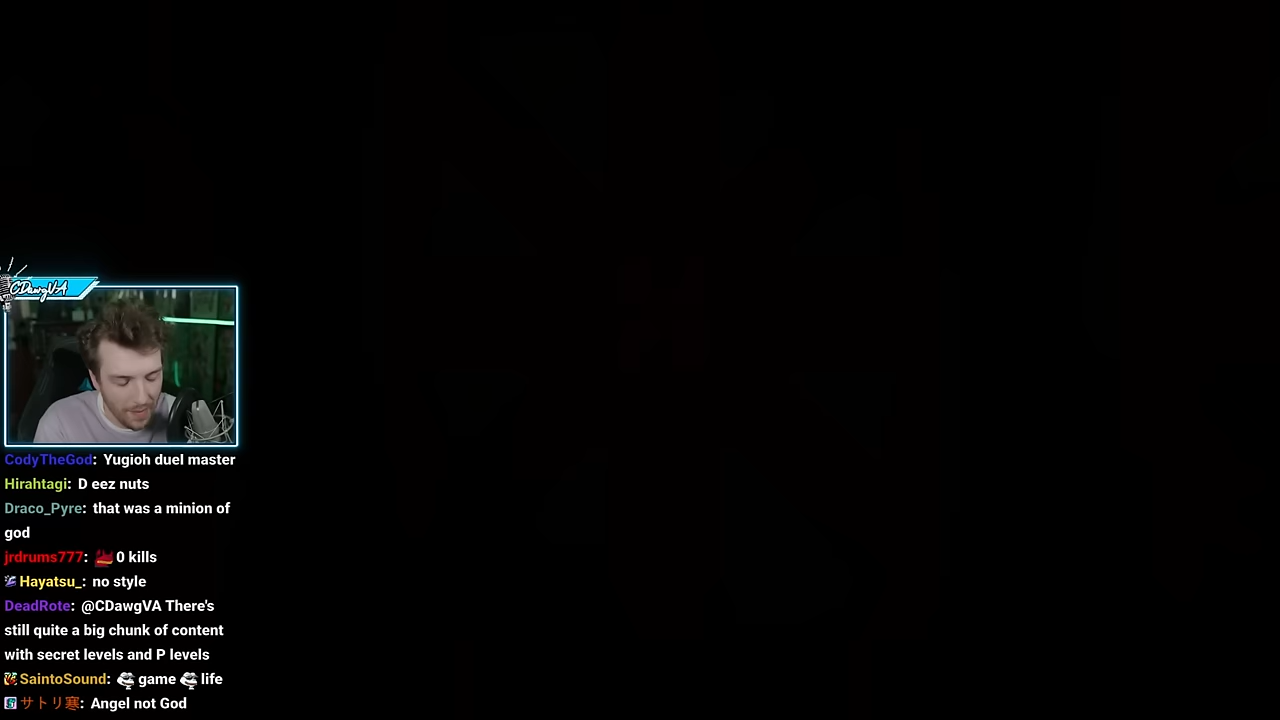 CDawgVA
CodyTheGod: Yugioh duel master
Hirahtagi: D eez nuts
Draco_Pyre: that was a minion of
god
jrdrums777: 0 kills
Hayatsu_: no style
DeadRote: @CDawgVA There's
still quite a big chunk of content
with secret levels and P levels
SaintoSound: game life
サトリ寒: Angel not God